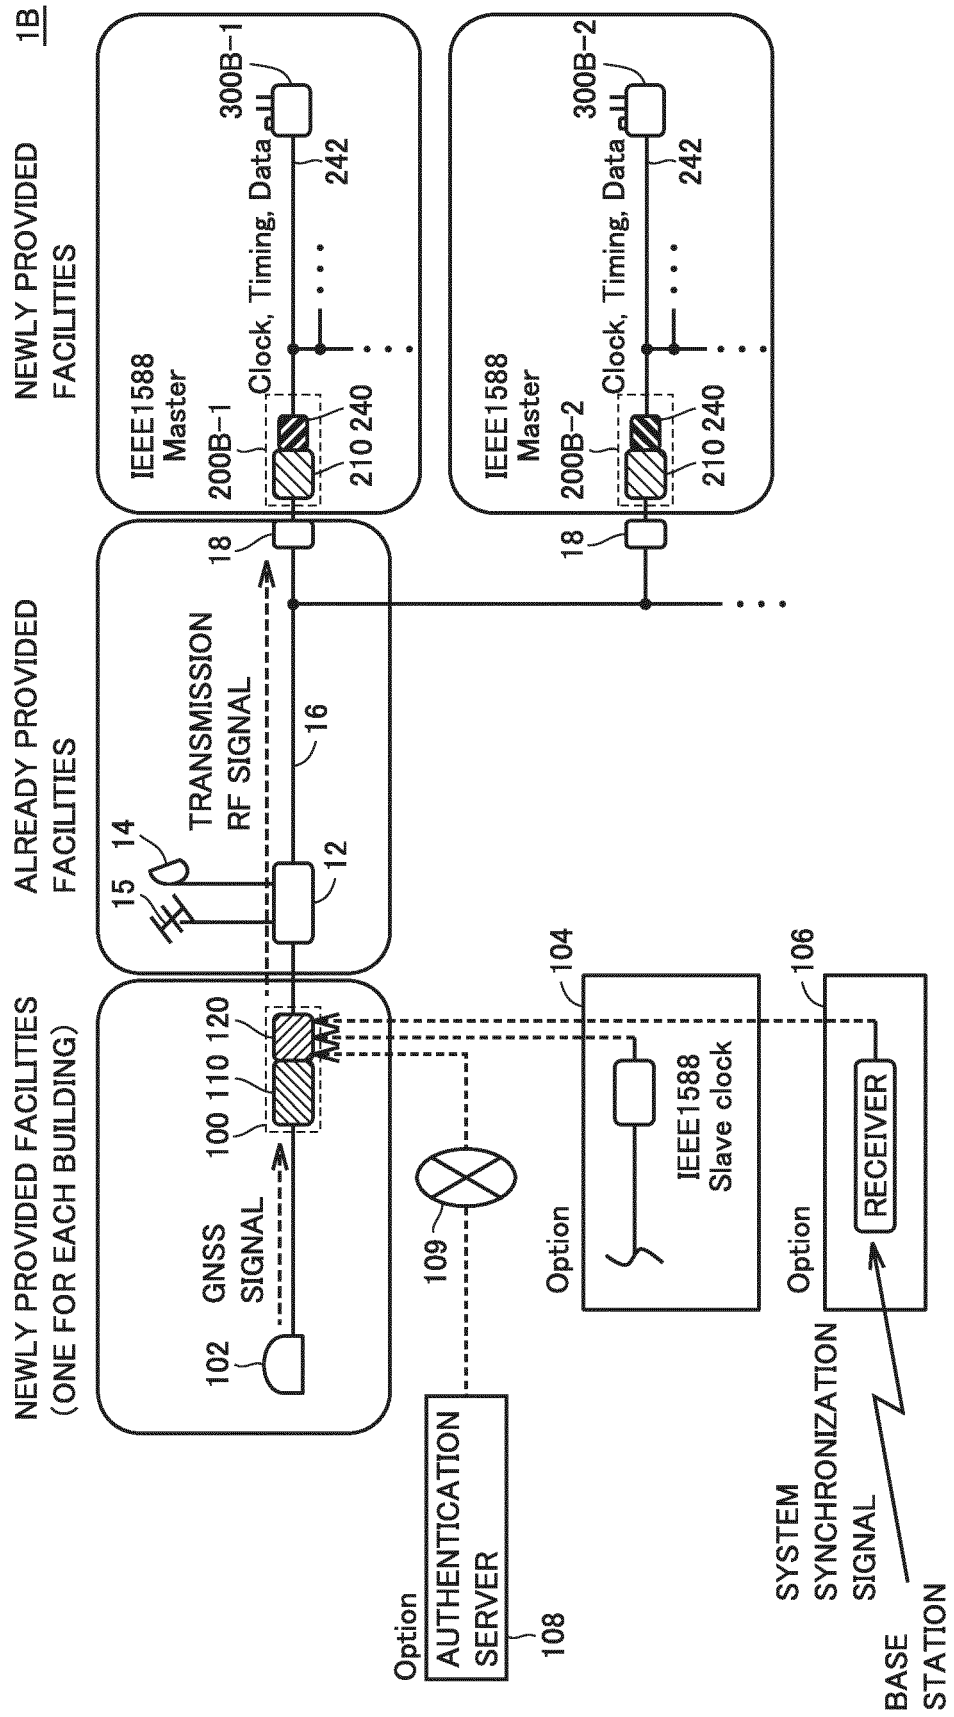 1B
NEWLY PROVIDED FACILITIES
(ONE FOR EACH BUILDING)
ALREADY PROVIDED
FACILITIES
NEWLY PROVIDED
FACILITIES
102
GNSS
SIGNAL
100
110
120
15
14
12
TRANSMISSION
RF SIGNAL
16
18
IEEE1588
Master
200B-1
210
240
Clock, Timing, Data
242
300B-1
18
IEEE1588
Master
200B-2
210
240
Clock, Timing, Data
242
300B-2
Option
AUTHENTICATION
SERVER
108
109
Option
104
IEEE1588
Slave clock
Option
106
RECEIVER
SYSTEM
SYNCHRONIZATION
SIGNAL
BASE
STATION